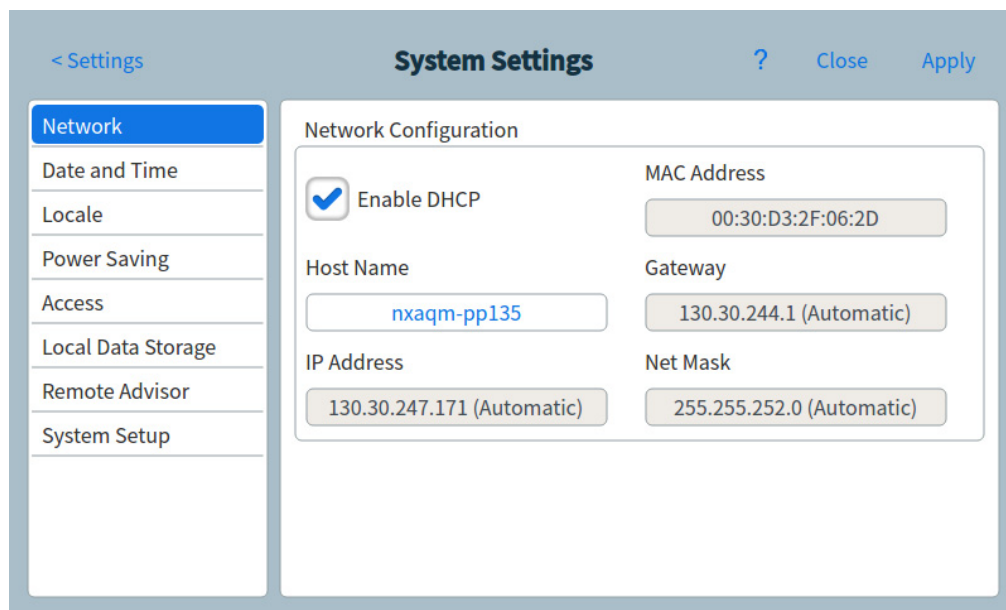 < Settings
System Settings
?
Close
Apply
Network
Date and Time
Locale
Power Saving
Access
Local Data Storage
Remote Advisor
System Setup
Network Configuration
Enable DHCP
MAC Address
00:30:D3:2F:06:2D
Host Name
nxaqm-pp135
Gateway
130.30.244.1 (Automatic)
IP Address
130.30.247.171 (Automatic)
Net Mask
255.255.252.0 (Automatic)